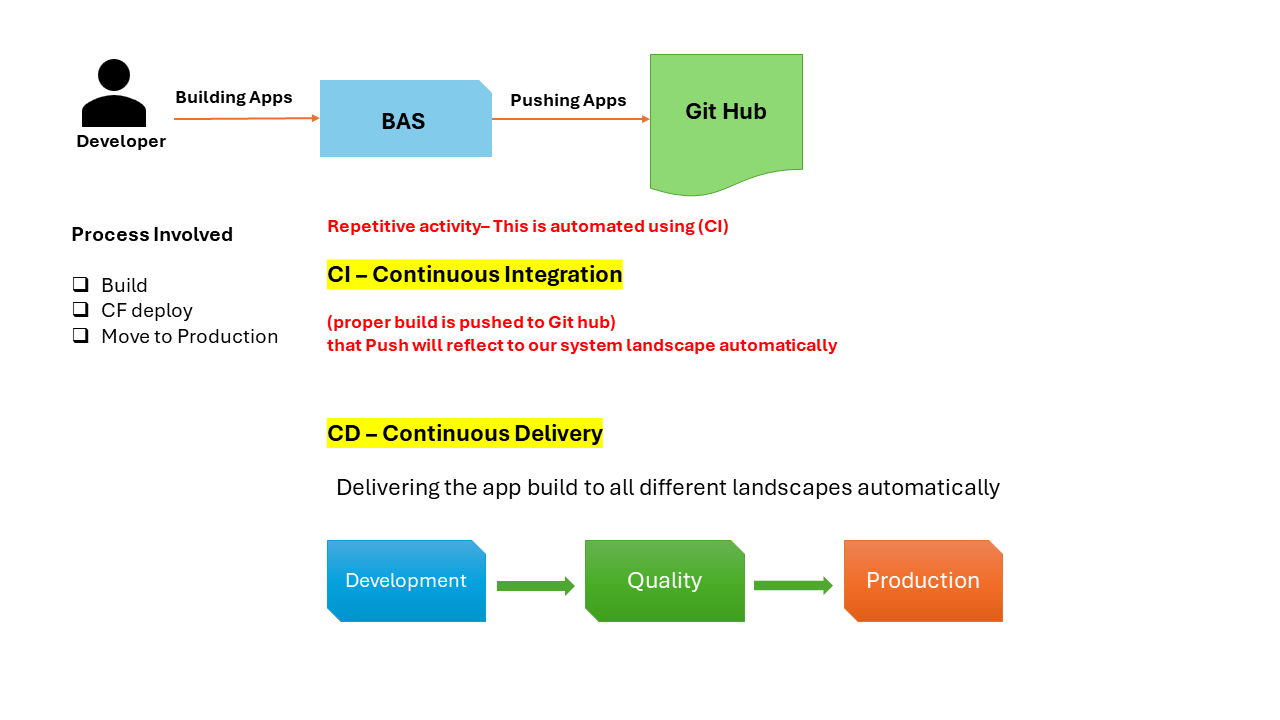 Building Apps
Pushing Apps
Git Hub
BAS
Developer
Process Involved
Build
CF deploy
Move to Production
Repetitive activity– This is automated using (CI)
CI – Continuous Integration
(proper build is pushed to Git hub)
that Push will reflect to our system landscape automatically
CD – Continuous Delivery
Delivering the app build to all different landscapes automatically
Development
Quality
Production